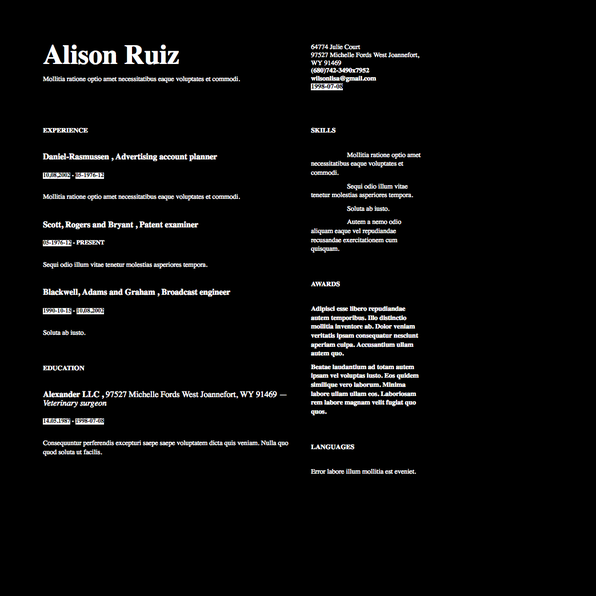 Alison Ruiz
Mollitia ratione optio amet necessitatibus eaque voluptates et commodi.
64774 Julie Court
97527 Michelle Fords West Joannefort,
WY 91469
(680)742-3490x7952
wilsonlisa@gmail.com
1998-07-08
EXPERIENCE
Daniel-Rasmussen , Advertising account planner
10.08.2002 - 05-1976-12
Mollitia ratione optio amet necessitatibus eaque voluptates et commodi.
Scott, Rogers and Bryant , Patent examiner
05-1976-12 - PRESENT
Sequi odio illum vitae tenetur molestias asperiores tempora.
Blackwell, Adams and Graham , Broadcast engineer
1990-10-15 - 10.08.2002
Soluta ab iusto.
EDUCATION
Alexander LLC , 97527 Michelle Fords West Joannefort, WY 91469 —
Veterinary surgeon
14.05.1987 - 1998-07-08
Consequuntur perferendis excepturi saepe saepe voluptatem dicta quis veniam. Nulla quo
quod soluta ut facilis.
SKILLS
Mollitia ratione optio amet
necessitatibus eaque voluptates et
commodi.
Sequi odio illum vitae
tenetur molestias asperiores tempora.
Soluta ab iusto.
Autem a nemo odio
aliquam eaque vel repudiandae
recusandae exercitationem cum
quisquam.
AWARDS
Adipisci esse libero repudiandae
autem temporibus. Illo distinctio
mollitia inventore ab. Dolor veniam
veritatis ipsam consequatur nesciunt
aperiam culpa. Accusantium ullam
autem quo.
Beatae laudantium ad totam autem
ipsam vel voluptas iusto. Eos quidem
similique vero laborum. Minima
labore ullam ullam eos. Laboriosam
rem labore magnam velit fugiat quo
quos.
LANGUAGES
Error labore illum mollitia est eveniet.